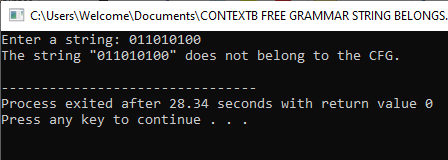 C:\Users\Welcome\Documents\CONTEXTB FREE GRAMMAR STRING BELONGS.
Enter a string: 011010100
The string "011010100" does not belong to the CFG.
--------------------------------
Process exited after 28.34 seconds with return value 0
Press any key to continue . . .